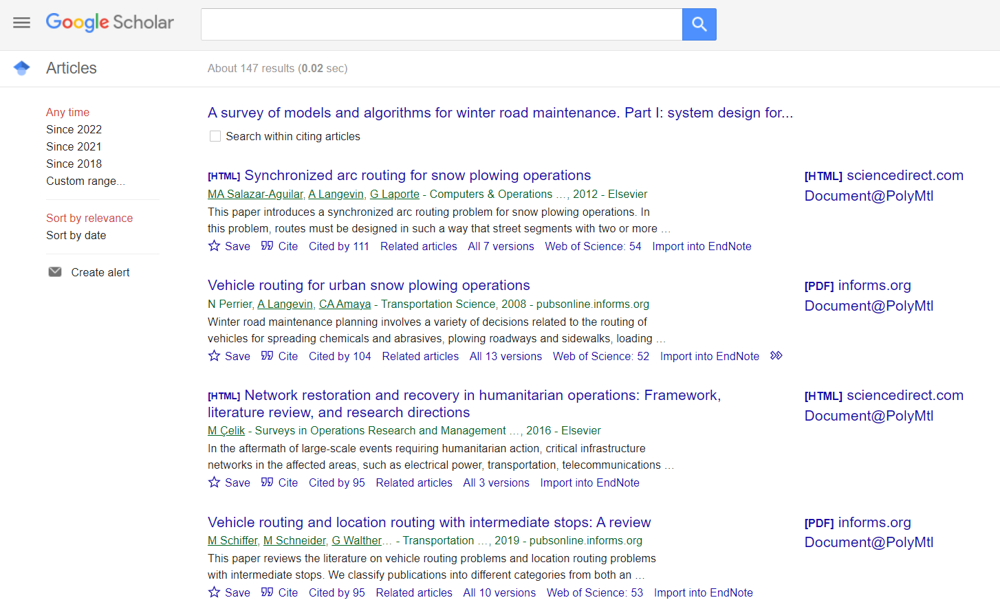 Google Scholar
Articles
About 147 results (0.02 sec)
Any time
Since 2022
Since 2021
Since 2018
Custom range...
Sort by relevance
Sort by date
Create alert
A survey of models and algorithms for winter road maintenance. Part I: system design for...
Search within citing articles
[HTML] Synchronized arc routing for snow plowing operations
MA Salazar-Aguilar, A Langevin, G Laporte - Computers & Operations …, 2012 - Elsevier
This paper introduces a synchronized arc routing problem for snow plowing operations. In
this problem, routes must be designed in such a way that street segments with two or more …
Save Cite Cited by 111 Related articles All 7 versions Web of Science: 54 Import into EndNote
[HTML] sciencedirect.com
Document@PolyMtl
Vehicle routing for urban snow plowing operations
N Perrier, A Langevin, CA Amaya - Transportation Science, 2008 - pubsonline.informs.org
Winter road maintenance planning involves a variety of decisions related to the routing of
vehicles for spreading chemicals and abrasives, plowing roadways and sidewalks, loading …
Save Cite Cited by 104 Related articles All 13 versions Web of Science: 52 Import into EndNote
[PDF] informs.org
Document@PolyMtl
[HTML] Network restoration and recovery in humanitarian operations: Framework,
literature review, and research directions
M Çelik - Surveys in Operations Research and Management …, 2016 - Elsevier
In the aftermath of large-scale events requiring humanitarian action, critical infrastructure
networks in the affected areas, such as electrical power, transportation, telecommunications …
Save Cite Cited by 95 Related articles All 3 versions Import into EndNote
[HTML] sciencedirect.com
Document@PolyMtl
Vehicle routing and location routing with intermediate stops: A review
M Schiffer, M Schneider, G Walther… - Transportation …, 2019 - pubsonline.informs.org
This paper reviews the literature on vehicle routing problems and location routing problems
with intermediate stops. We classify publications into different categories from both an …
Save Cite Cited by 95 Related articles All 10 versions Web of Science: 53 Import into EndNote
[PDF] informs.org
Document@PolyMtl